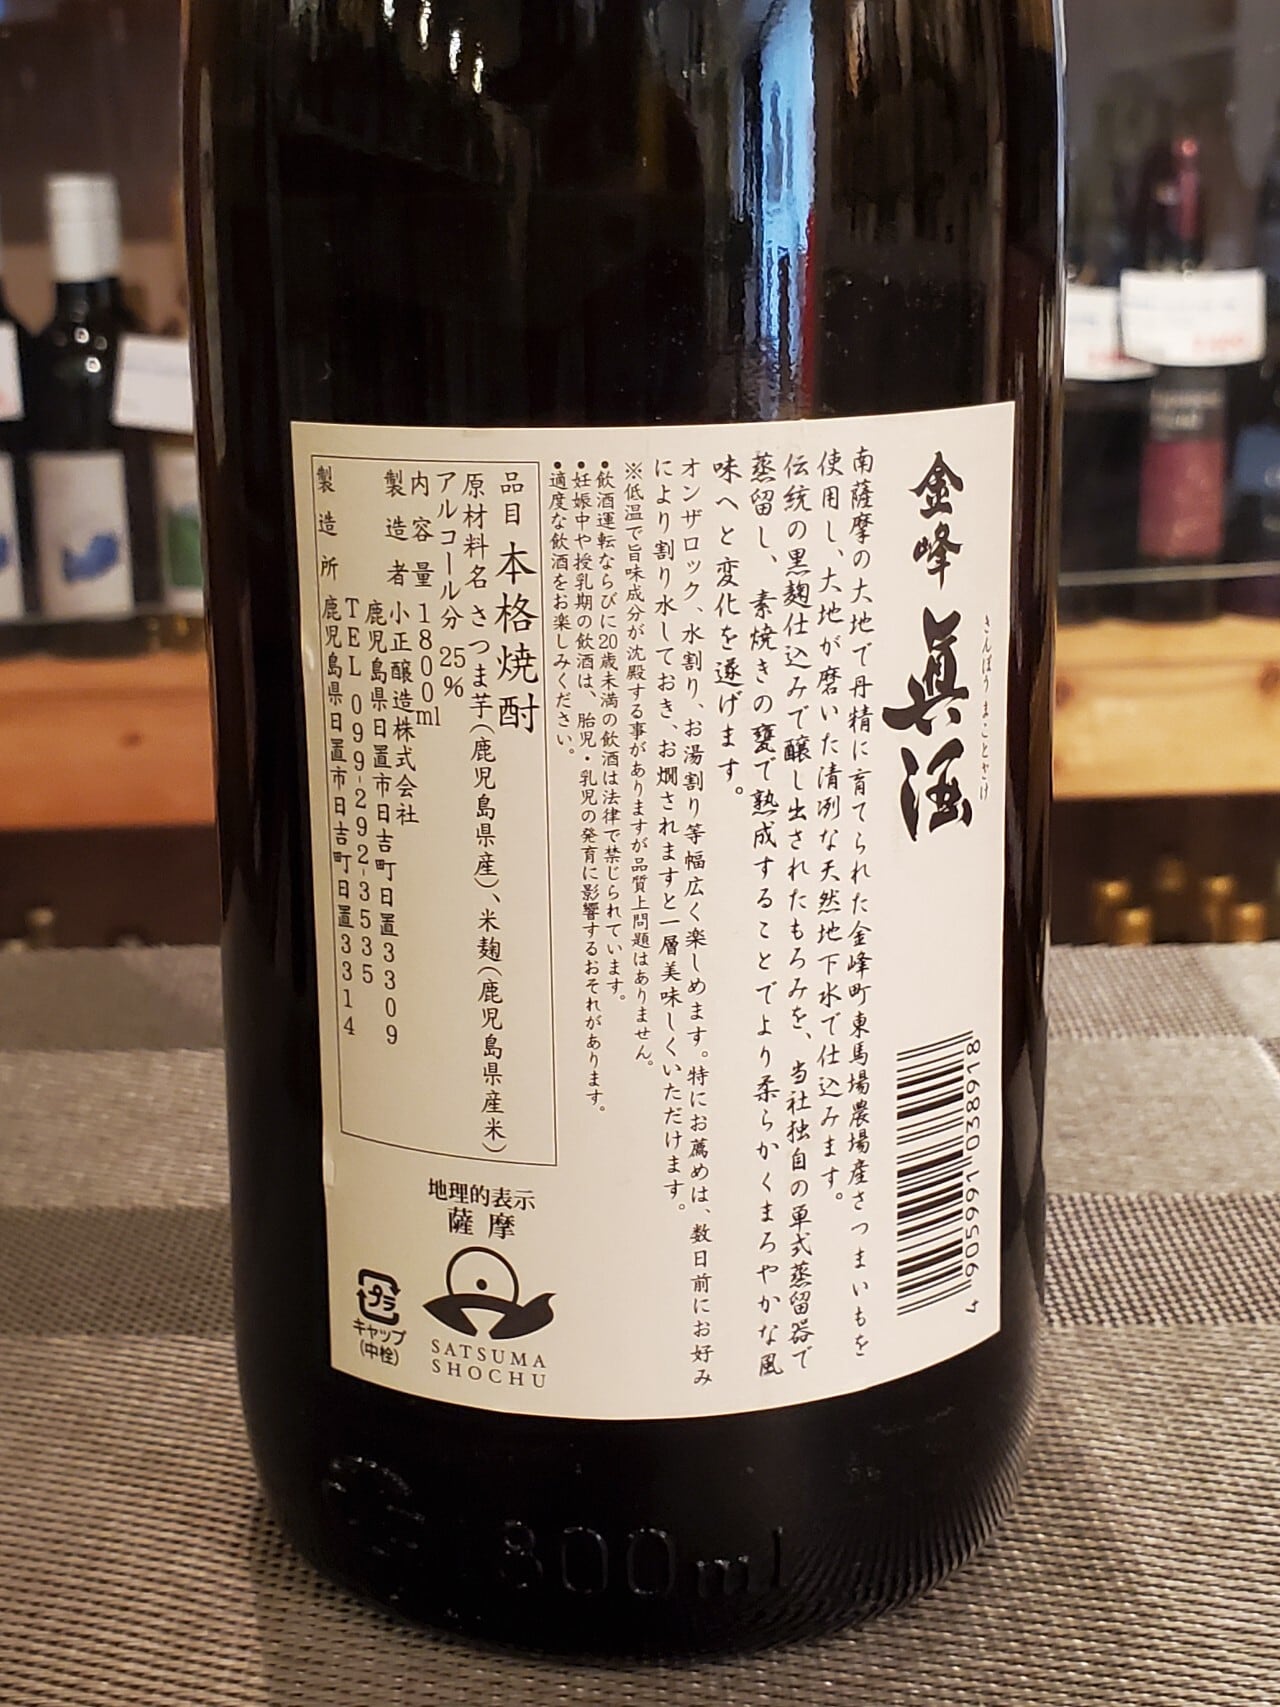 金峰 眞酒
きんぽう まことさけ
南薩摩の大地で丹精に育てられた金峰町東馬場農場産さつまいもを
使用し、大地が磨いた清冽な天然地下水で仕込みます。
伝統の黒麹仕込みで醸し出されたもろみを、当社独自の単式蒸留器で
蒸留し、素焼きの甕で熟成することでより柔らかくまろやかな風
味へと変化を遂げます。
オンザロック、水割り、お湯割り等幅広く楽しめます。特にお薦めは、数日前にお好み
により割り水しておき、お燗されますと一層美味しくいただけます。
※低温で旨味成分が沈殿する事がありますが品質上問題はありません。
●飲酒運転ならびに20歳未満の飲酒は法律で禁じられています。
●妊娠中や授乳期の飲酒は、胎児・乳児の発育に影響するおそれがあります。
●適度な飲酒をお楽しみください。
品目 本格焼酎
原材料名 さつま芋(鹿児島県産)、米麹(鹿児島県産米)
アルコール分 25%
内容量 1800ml
製造者 小正醸造株式会社
鹿児島県日置市日吉町日置3309
TEL 099-292-3535
製造所 鹿児島県日置市日吉町日置3314
4 905991 038918
地理的表示
薩摩
SATSUMA
SHOCHU
プラ
キャップ
(中栓)
800ml